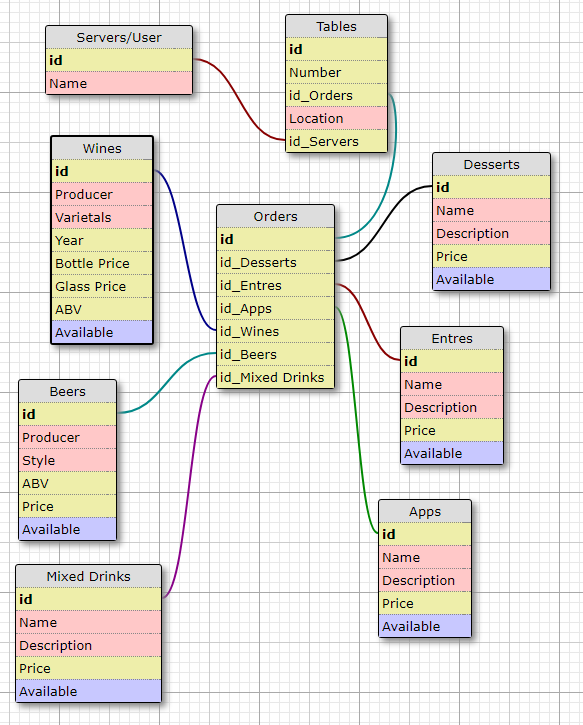 Servers/User
id
Name
Tables
id
Number
id_Orders
Location
id_Servers
Wines
id
Producer
Varietals
Year
Bottle Price
Glass Price
ABV
Available
Orders
id
id_Desserts
id_Entres
id_Apps
id_Wines
id_Beers
id_Mixed Drinks
Desserts
id
Name
Description
Price
Available
Entres
id
Name
Description
Price
Available
Beers
id
Producer
Style
ABV
Price
Available
Apps
id
Name
Description
Price
Available
Mixed Drinks
id
Name
Description
Price
Available